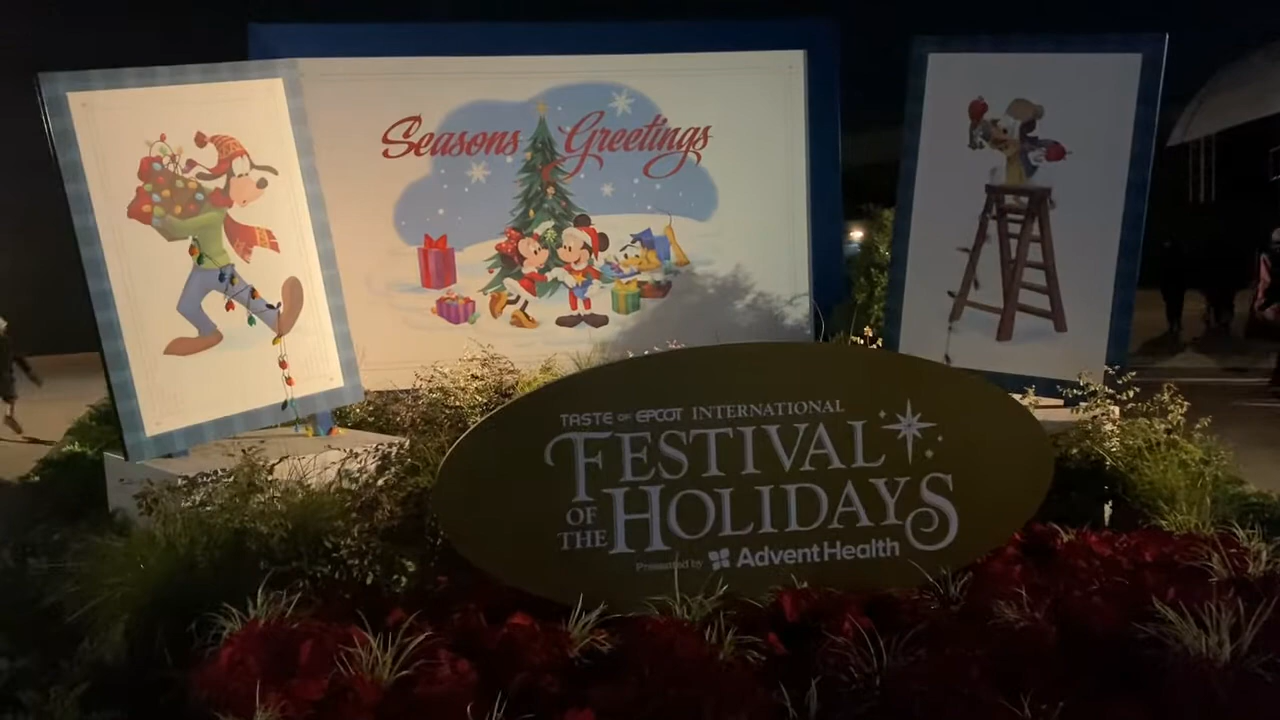 Seasons Greetings
TASTE OF EPCOT INTERNATIONAL
FESTIVAL
OF THE HOLIDAYS
Presented by AdventHealth